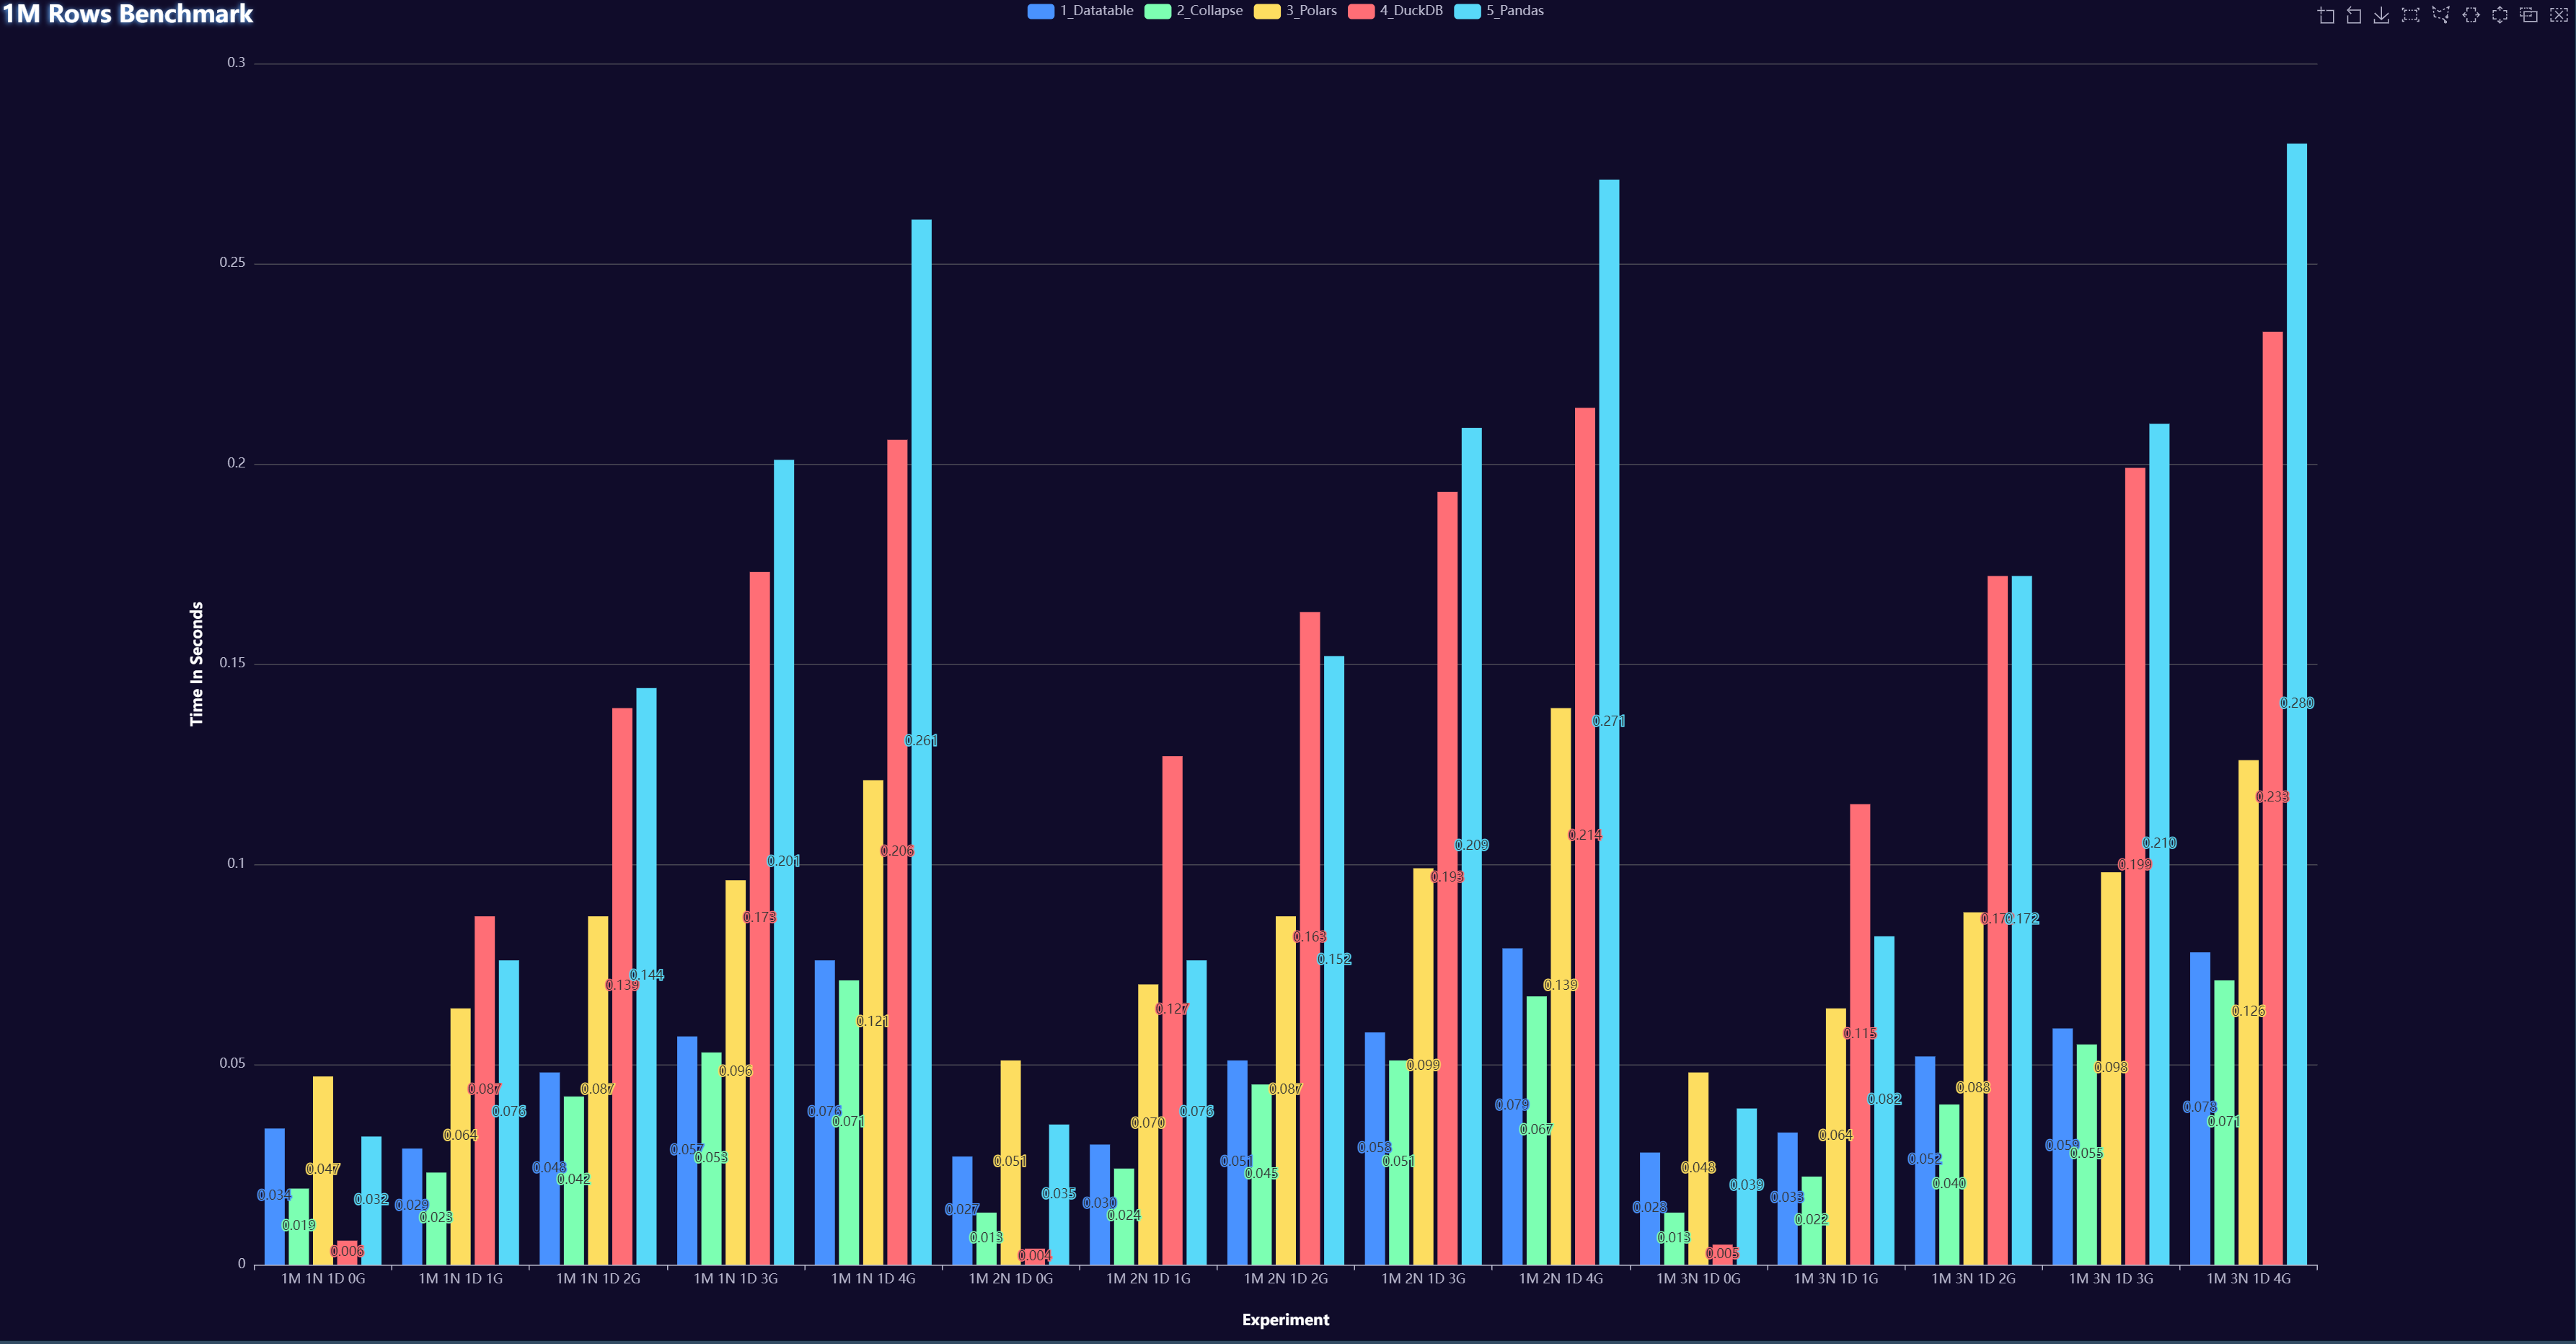 1M Rows Benchmark
1_Datatable 2_Collapse 3_Polars 4_DuckDB 5_Pandas
Time In Seconds
0.3
0.25
0.2
0.15
0.1
0.05
0
0.034 0.019 0.047 0.006 0.032
0.029 0.023 0.064 0.087 0.076
0.048 0.042 0.087 0.139 0.144
0.057 0.053 0.096 0.173 0.201
0.076 0.071 0.121 0.206 0.261
0.027 0.013 0.051 0.004 0.035
0.030 0.024 0.070 0.127 0.076
0.051 0.045 0.087 0.163 0.152
0.058 0.051 0.099 0.193 0.209
0.079 0.067 0.139 0.214 0.271
0.028 0.013 0.048 0.005 0.039
0.033 0.022 0.064 0.115 0.082
0.052 0.040 0.088 0.172 0.172
0.059 0.055 0.098 0.199 0.210
0.078 0.071 0.126 0.233 0.280
1M 1N 1D 0G 1M 1N 1D 1G 1M 1N 1D 2G 1M 1N 1D 3G 1M 1N 1D 4G 1M 2N 1D 0G 1M 2N 1D 1G 1M 2N 1D 2G 1M 2N 1D 3G 1M 2N 1D 4G 1M 3N 1D 0G 1M 3N 1D 1G 1M 3N 1D 2G 1M 3N 1D 3G 1M 3N 1D 4G
Experiment